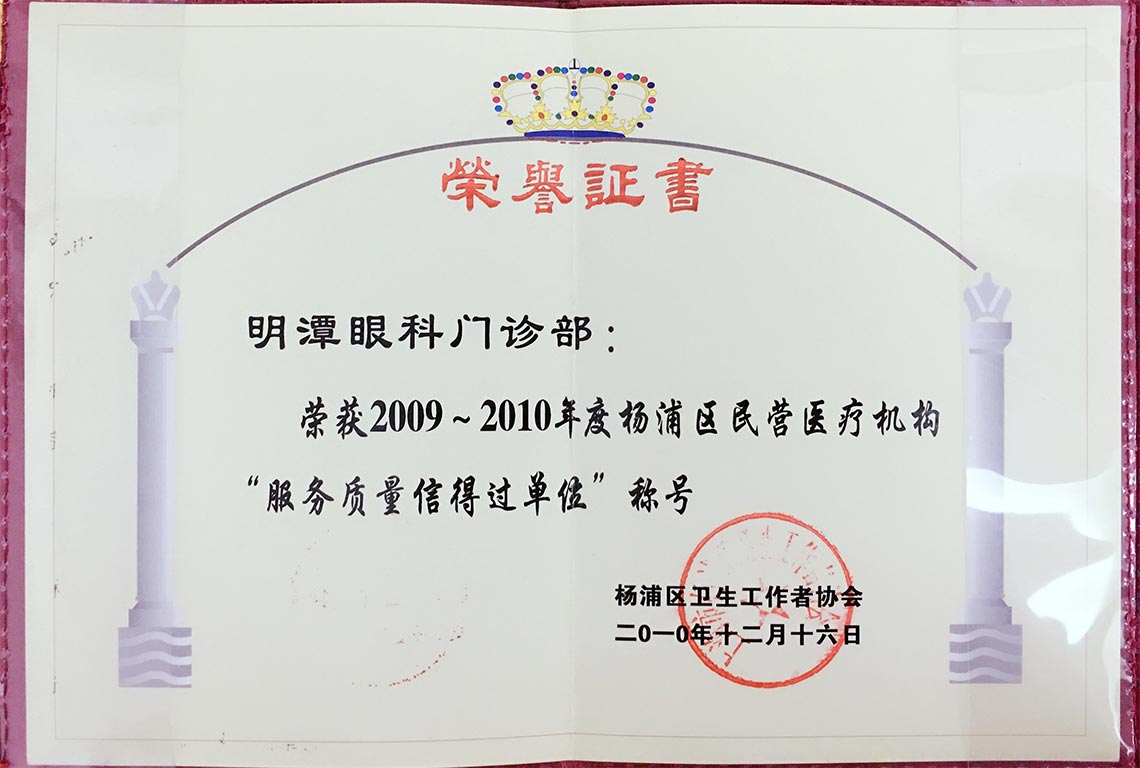 榮譽証書
明潭眼科门诊部：
荣获2009～2010年度杨浦区民营医疗机构
“服务质量信得过单位”称号
杨浦区卫生工作者协会
二0一0年十二月十六日